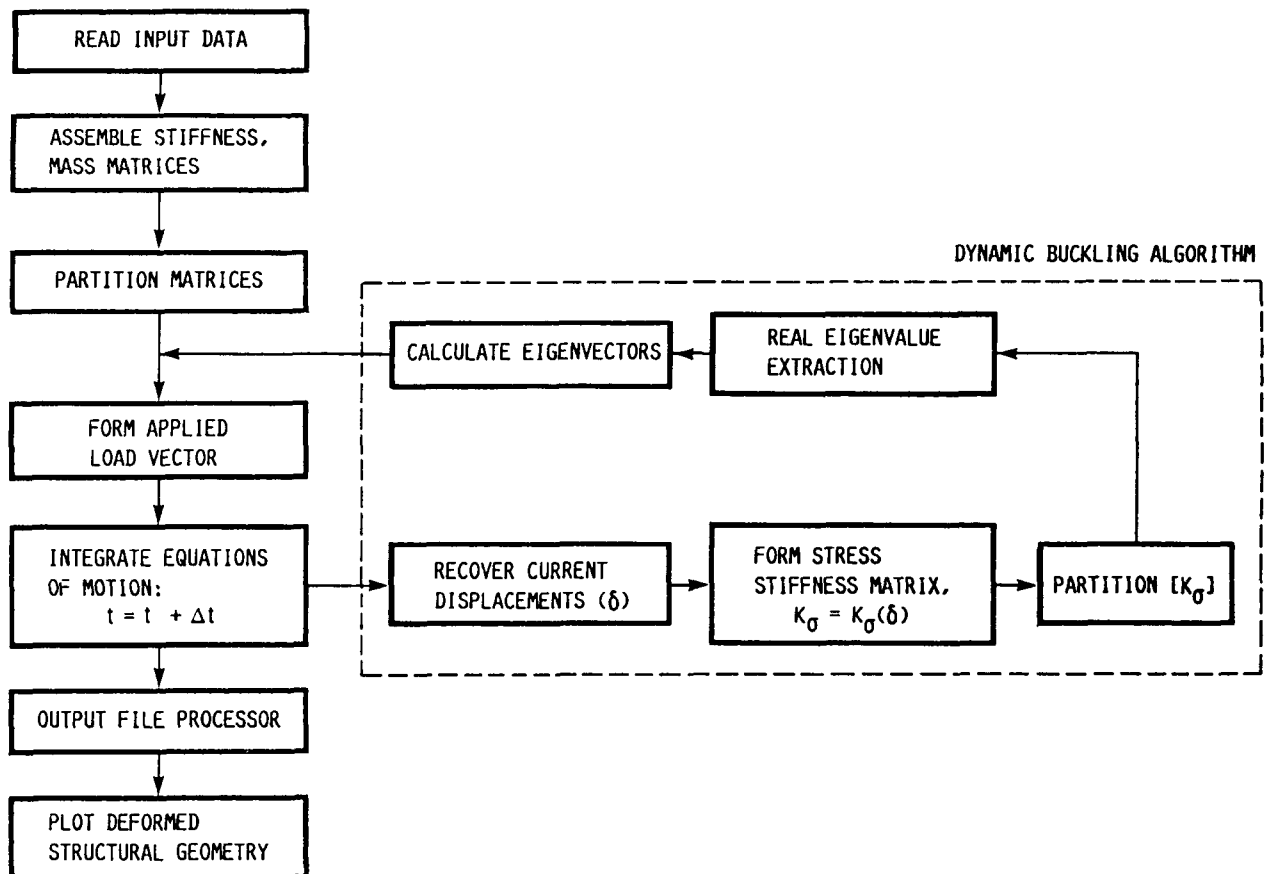 READ INPUT DATA
ASSEMBLE STIFFNESS,
MASS MATRICES
PARTITION MATRICES
FORM APPLIED
LOAD VECTOR
INTEGRATE EQUATIONS
OF MOTION:
t = t + Δt
OUTPUT FILE PROCESSOR
PLOT DEFORMED
STRUCTURAL GEOMETRY
DYNAMIC BUCKLING ALGORITHM
CALCULATE EIGENVECTORS
REAL EIGENVALUE
EXTRACTION
RECOVER CURRENT
DISPLACEMENTS (δ)
FORM STRESS
STIFFNESS MATRIX,
Kσ = Kσ(δ)
PARTITION [Kσ]